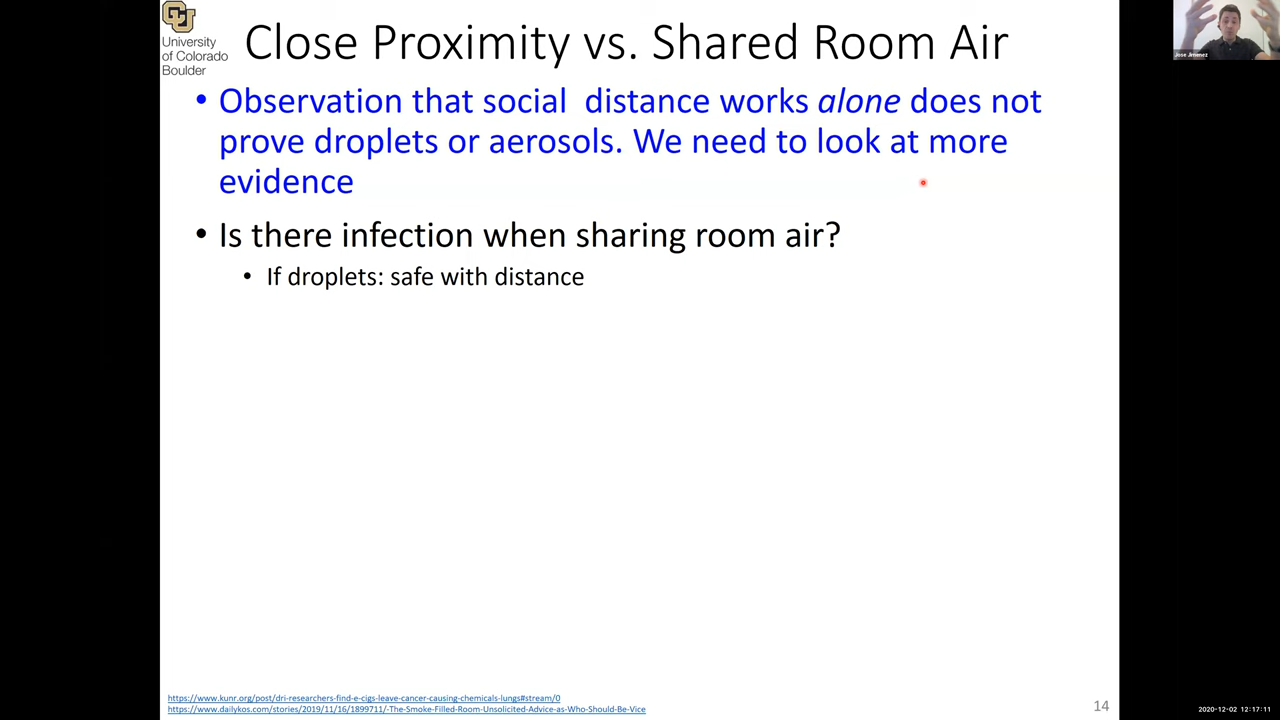 University
of Colorado
Boulder
Close Proximity vs. Shared Room Air
Jose Jimenez
• Observation that social distance works alone does not
prove droplets or aerosols. We need to look at more
evidence
• Is there infection when sharing room air?
• If droplets: safe with distance
https://www.kunr.org/post/dri-researchers-find-e-cigs-leave-cancer-causing-chemicals-lungs#stream/0
https://www.dailykos.com/stories/2019/11/16/1899711/-The-Smoke-Filled-Room-Unsolicited-Advice-as-Who-Should-Be-Vice
14
2020-12-02 12:17:11